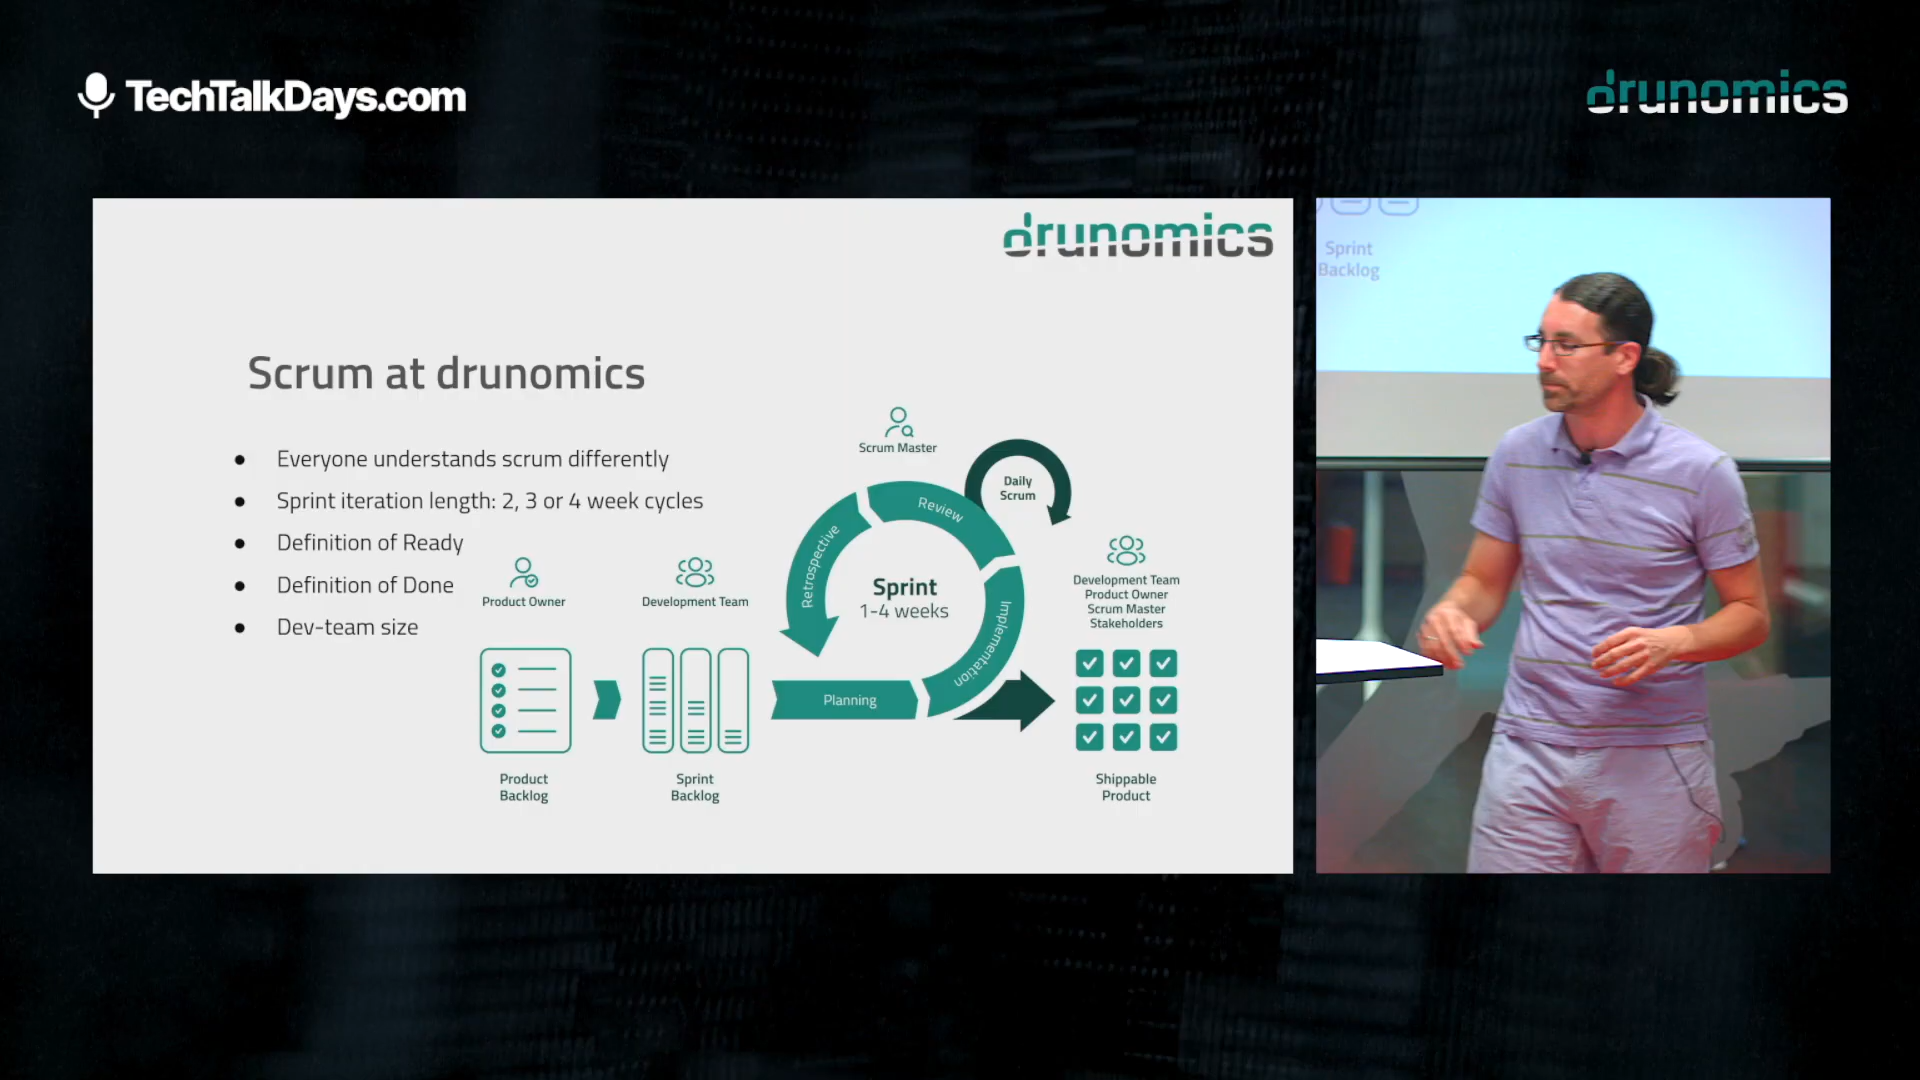 TechTalkDays.com
drunomics
drunomics
Scrum at drunomics
Everyone understands scrum differently
Sprint iteration length: 2, 3 or 4 week cycles
Definition of Ready
Definition of Done
Dev-team size
Product Owner
Development Team
Scrum Master
Daily
Scrum
Review
Retrospective
Sprint
1-4 weeks
Implementation
Planning
Development Team
Product Owner
Scrum Master
Stakeholders
Product
Backlog
Sprint
Backlog
Shippable
Product
Sprint
Backlog